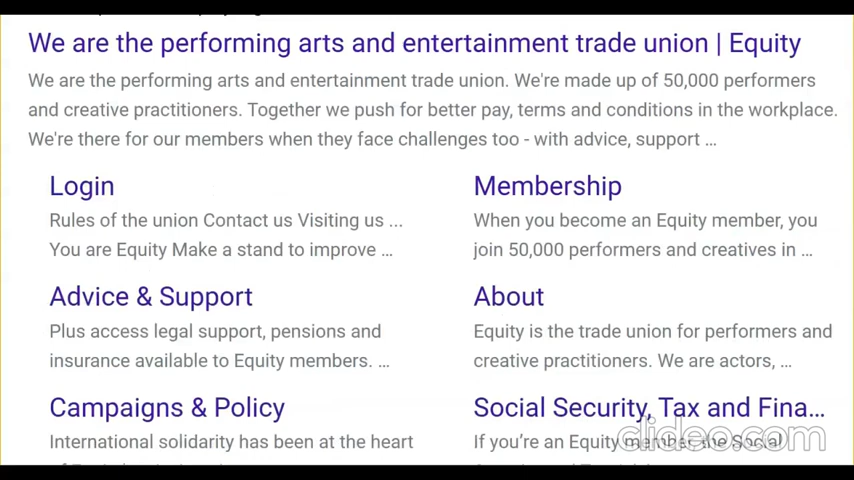 We are the performing arts and entertainment trade union | Equity
We are the performing arts and entertainment trade union. We're made up of 50,000 performers
and creative practitioners. Together we push for better pay, terms and conditions in the workplace.
We're there for our members when they face challenges too - with advice, support ...
Login
Rules of the union Contact us Visiting us ...
You are Equity Make a stand to improve ...
Membership
When you become an Equity member, you
join 50,000 performers and creatives in ...
Advice & Support
Plus access legal support, pensions and
insurance available to Equity members. ...
About
Equity is the trade union for performers and
creative practitioners. We are actors, ...
Campaigns & Policy
International solidarity has been at the heart
Social Security, Tax and Fina...
If you're an Equity member, the Social
clideo.com